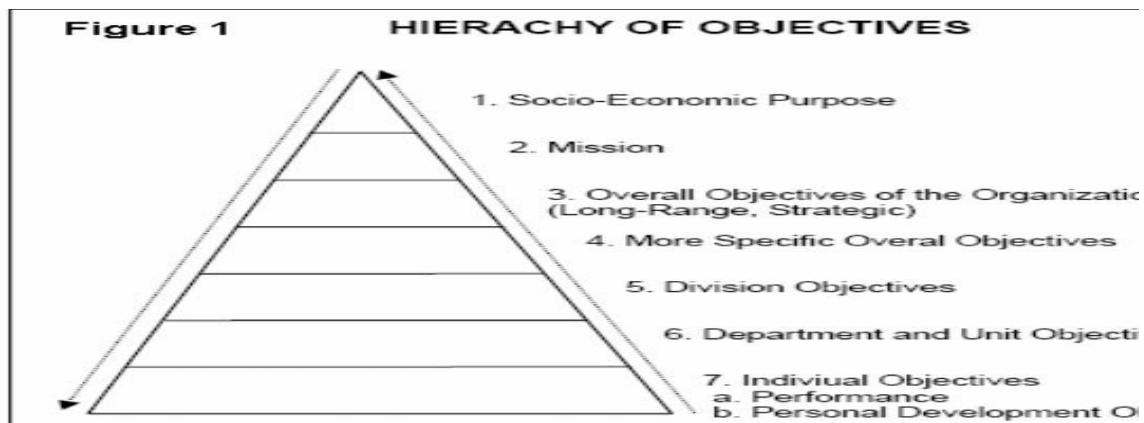 Figure 1 HIERACHY OF OBJECTIVES
1. Socio-Economic Purpose
2. Mission
3. Overall Objectives of the Organizatio
(Long-Range, Strategic)
4. More Specific Overal Objectives
5. Division Objectives
6. Department and Unit Objecti
7. Indiviual Objectives
a. Performance
b. Personal Development O